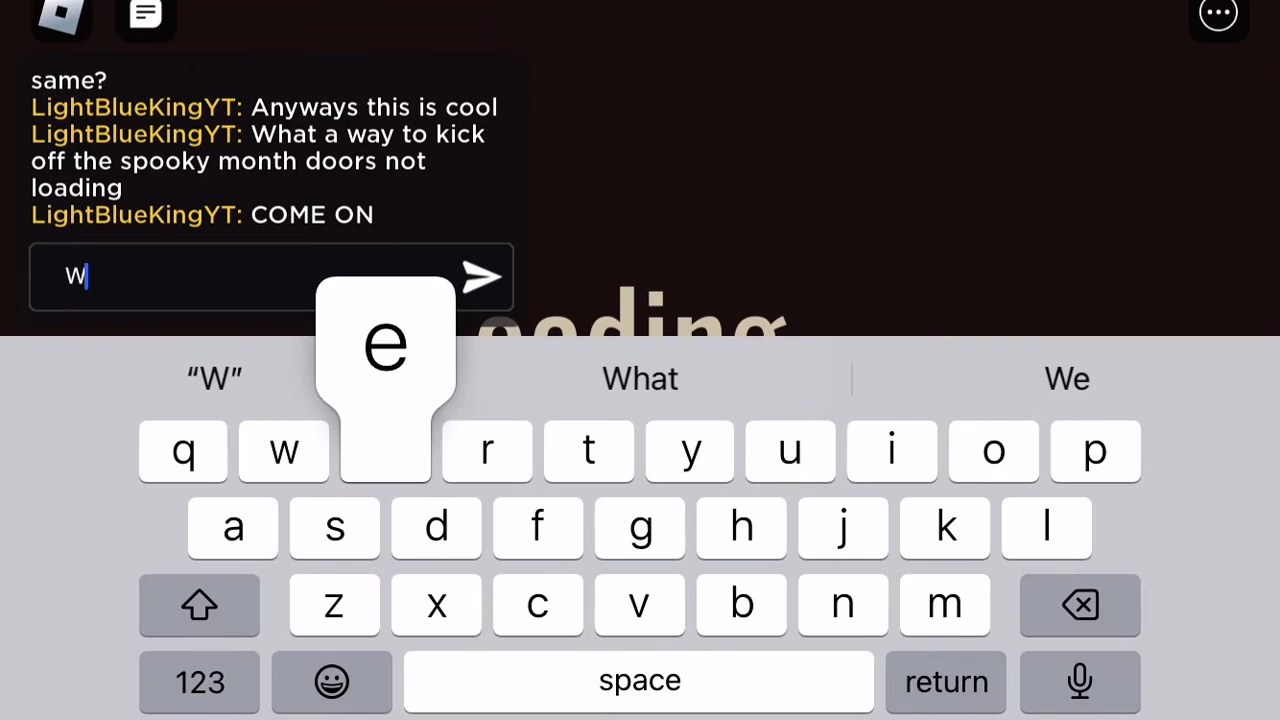 same?
LightBlueKingYT: Anyways this is cool
LightBlueKingYT: What a way to kick
off the spooky month doors not
loading
LightBlueKingYT: COME ON
W
eading
e
“W” What We
q w r t y u i o p
a s d f g h j k l
z x c v b n m
123 space return